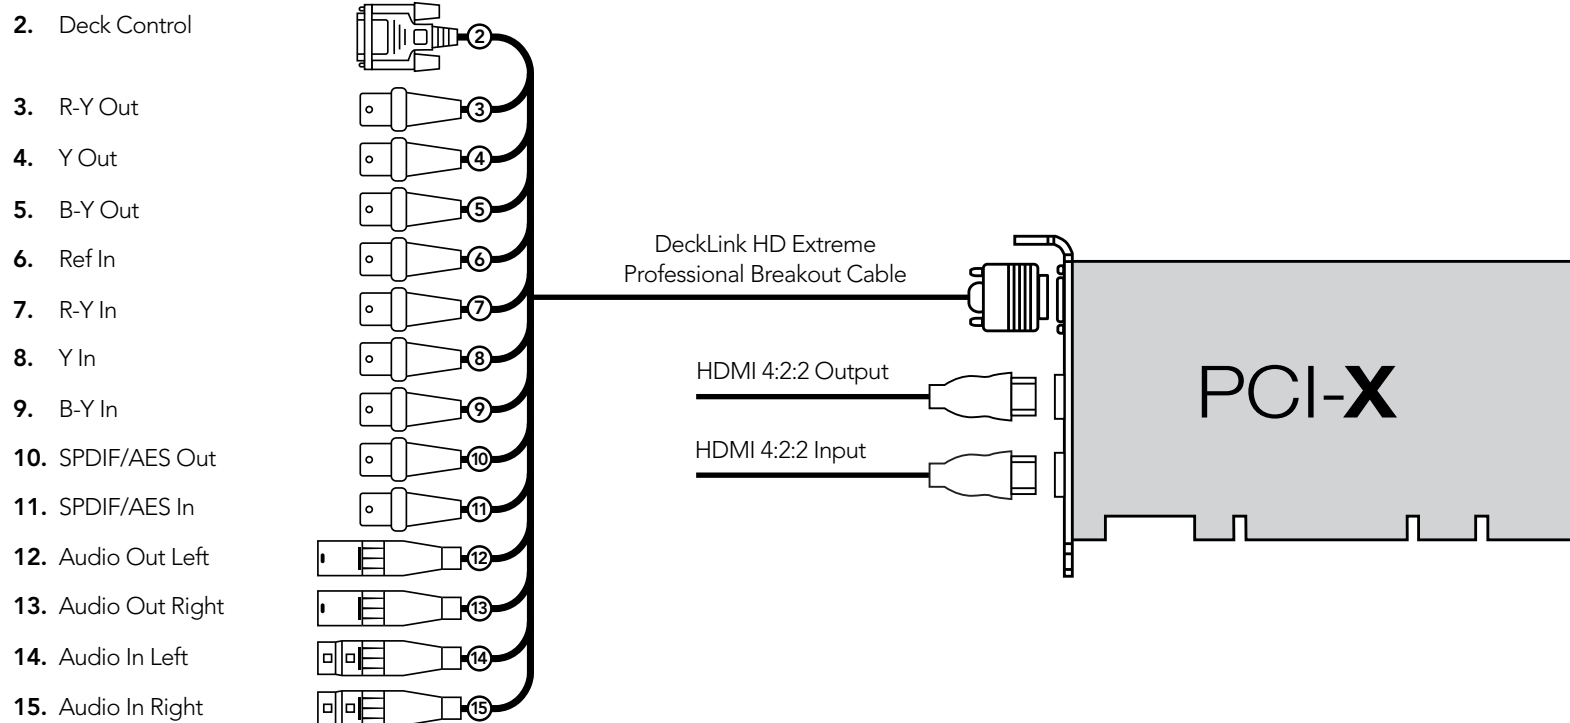 2. Deck Control
2
3. R-Y Out
3
4. Y Out
4
5. B-Y Out
5
6. Ref In
6
7. R-Y In
7
8. Y In
8
9. B-Y In
9
10. SPDIF/AES Out
10
11. SPDIF/AES In
11
12. Audio Out Left
12
13. Audio Out Right
13
14. Audio In Left
14
15. Audio In Right
15
DeckLink HD Extreme
Professional Breakout Cable
HDMI 4:2:2 Output
HDMI 4:2:2 Input
PCI-X